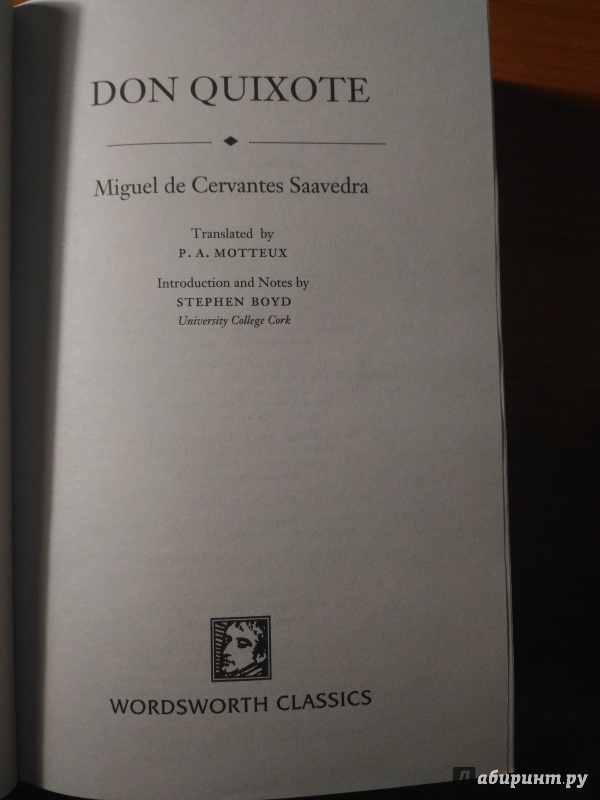 DON QUIXOTE
Miguel de Cervantes Saavedra
Translated by
P. A. MOTTEUX
Introduction and Notes by
STEPHEN BOYD
University College Cork
WORDSWORTH CLASSICS
абиринт.ру